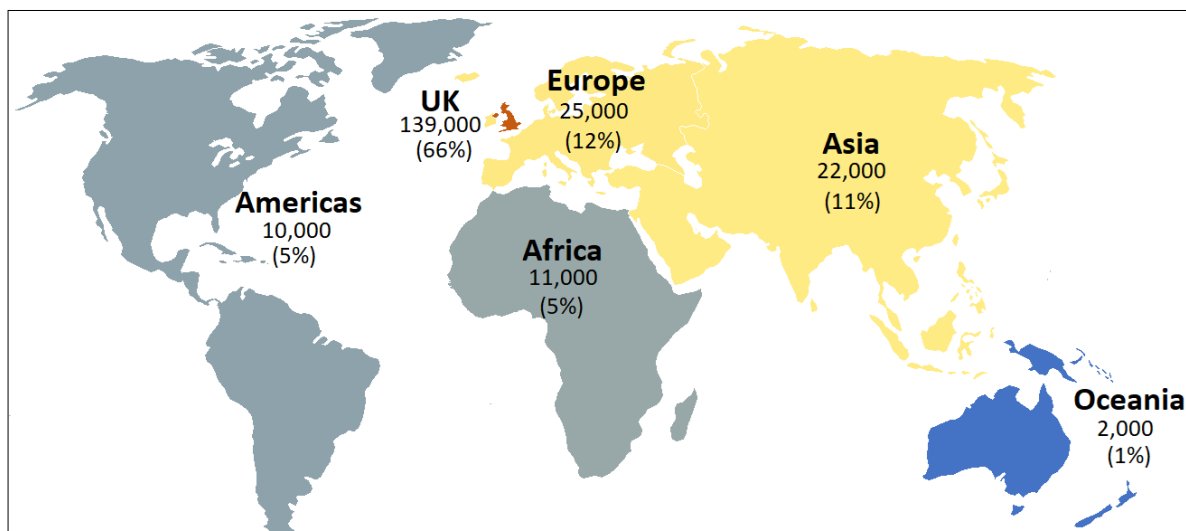 Europe
25,000
(12%)
UK
139,000
(66%)
Asia
22,000
(11%)
Americas
10,000
(5%)
Africa
11,000
(5%)
Oceania
2,000
(1%)